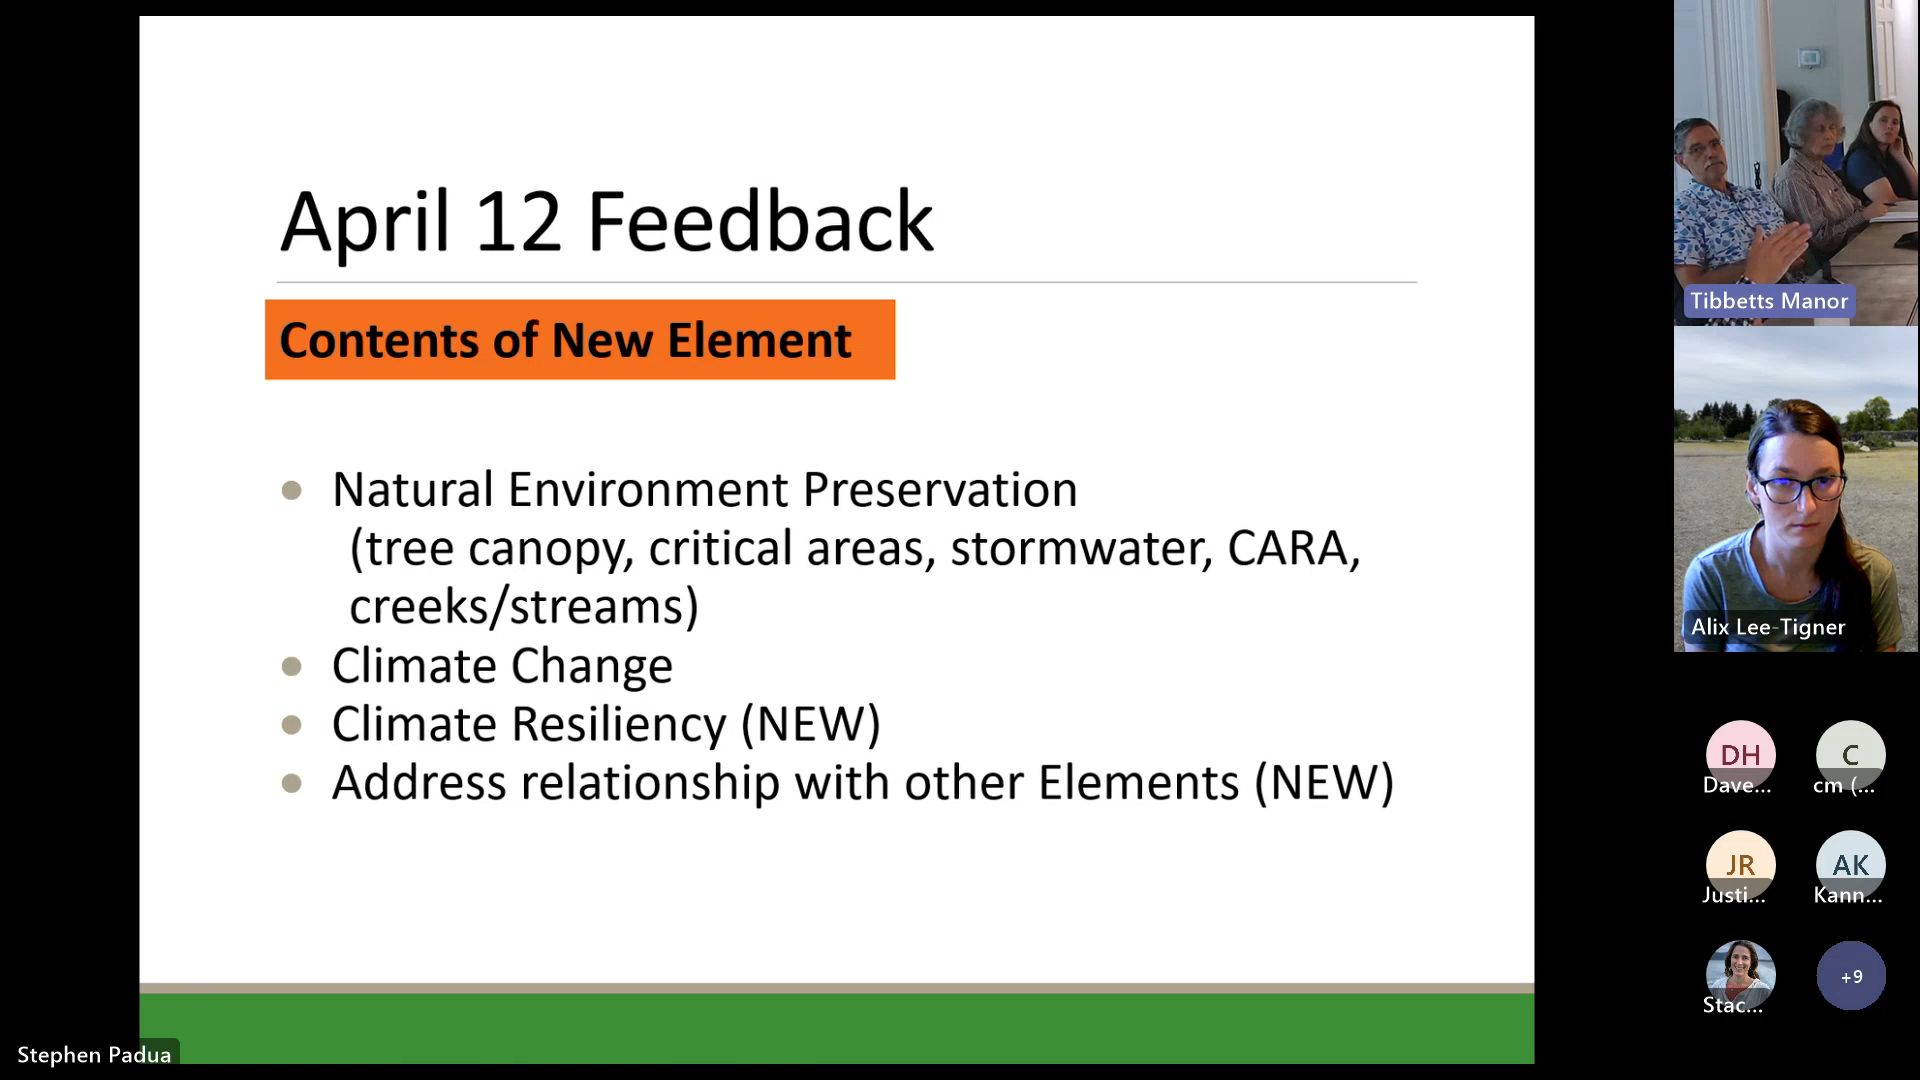 April 12 Feedback
Contents of New Element
Natural Environment Preservation
(tree canopy, critical areas, stormwater, CARA,
creeks/streams)
Climate Change
Climate Resiliency (NEW)
Address relationship with other Elements (NEW)
Stephen Padua
Tibbetts Manor
Alix Lee-Tigner
DH
Dave...
C
cm (...
JR
Justi...
AK
Kann...
Stac...
+9